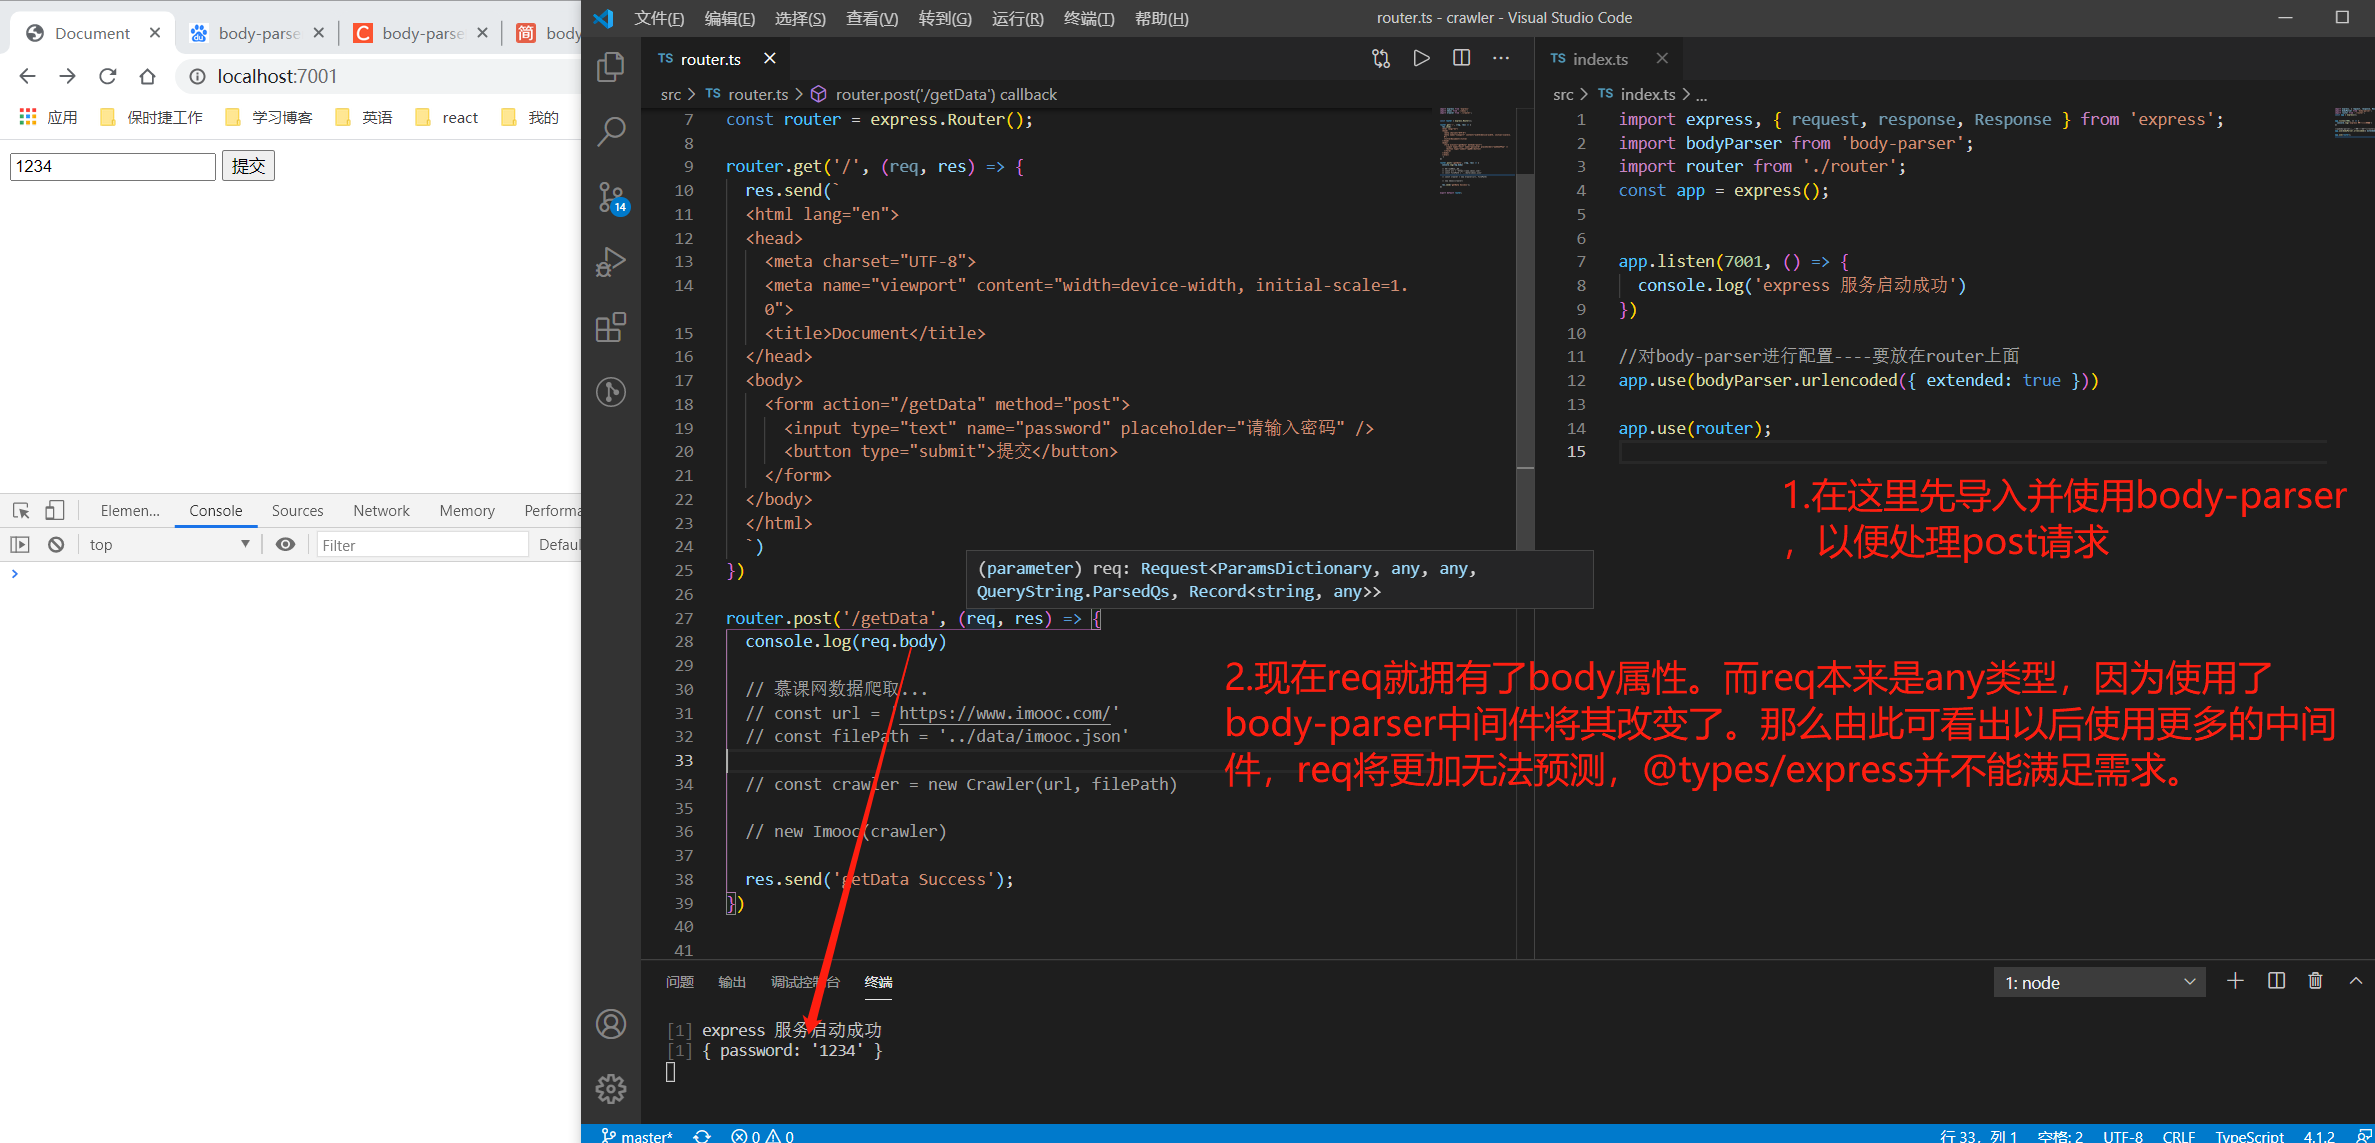 Document
body-parse
body-parse
body
localhost:7001
应用
保时捷工作
学习博客
英语
react
我的
1234
提交
Elemen...
Console
Sources
Network
Memory
Performa
top
Filter
Defaul
文件(F)
编辑(E)
选择(S)
查看(V)
转到(G)
运行(R)
终端(T)
帮助(H)
router.ts - crawler - Visual Studio Code
14
TS router.ts
src > TS router.ts > router.post('/getData') callback
7 const router = express.Router();
8
9 router.get('/', (req, res) => {
10 res.send(`
11 <html lang="en">
12 <head>
13 <meta charset="UTF-8">
14 <meta name="viewport" content="width=device-width, initial-scale=1.
0">
15 <title>Document</title>
16 </head>
17 <body>
18 <form action="/getData" method="post">
19 <input type="text" name="password" placeholder="请输入密码" />
20 <button type="submit">提交</button>
21 </form>
22 </body>
23 </html>
24 `)
25 })
26
(parameter) req: Request<ParamsDictionary, any, any,
QueryString.ParsedQs, Record<string, any>>
27 router.post('/getData', (req, res) => {
28 console.log(req.body)
29
30 // 慕课网数据爬取...
31 // const url = 'https://www.imooc.com/'
32 // const filePath = '../data/imooc.json'
33
34 // const crawler = new Crawler(url, filePath)
35
36 // new Imooc(crawler)
37
38 res.send('getData Success');
39 })
40
41
TS index.ts
src > TS index.ts > ...
1 import express, { request, response, Response } from 'express';
2 import bodyParser from 'body-parser';
3 import router from './router';
4 const app = express();
5
6
7 app.listen(7001, () => {
8 console.log('express 服务启动成功')
9 })
10
11 //对body-parser进行配置----要放在router上面
12 app.use(bodyParser.urlencoded({ extended: true }))
13
14 app.use(router);
15
1.在这里先导入并使用body-parser
，以便处理post请求
2.现在req就拥有了body属性。而req本来是any类型，因为使用了
body-parser中间件将其改变了。那么由此可看出以后使用更多的中间
件，req将更加无法预测，@types/express并不能满足需求。
问题
输出
调试控制台
终端
1: node
[1] express 服务启动成功
[1] { password: '1234' }
master*
0
0
行 33，列 1
空格: 2
UTF-8
CRLF
TypeScript
4.1.2